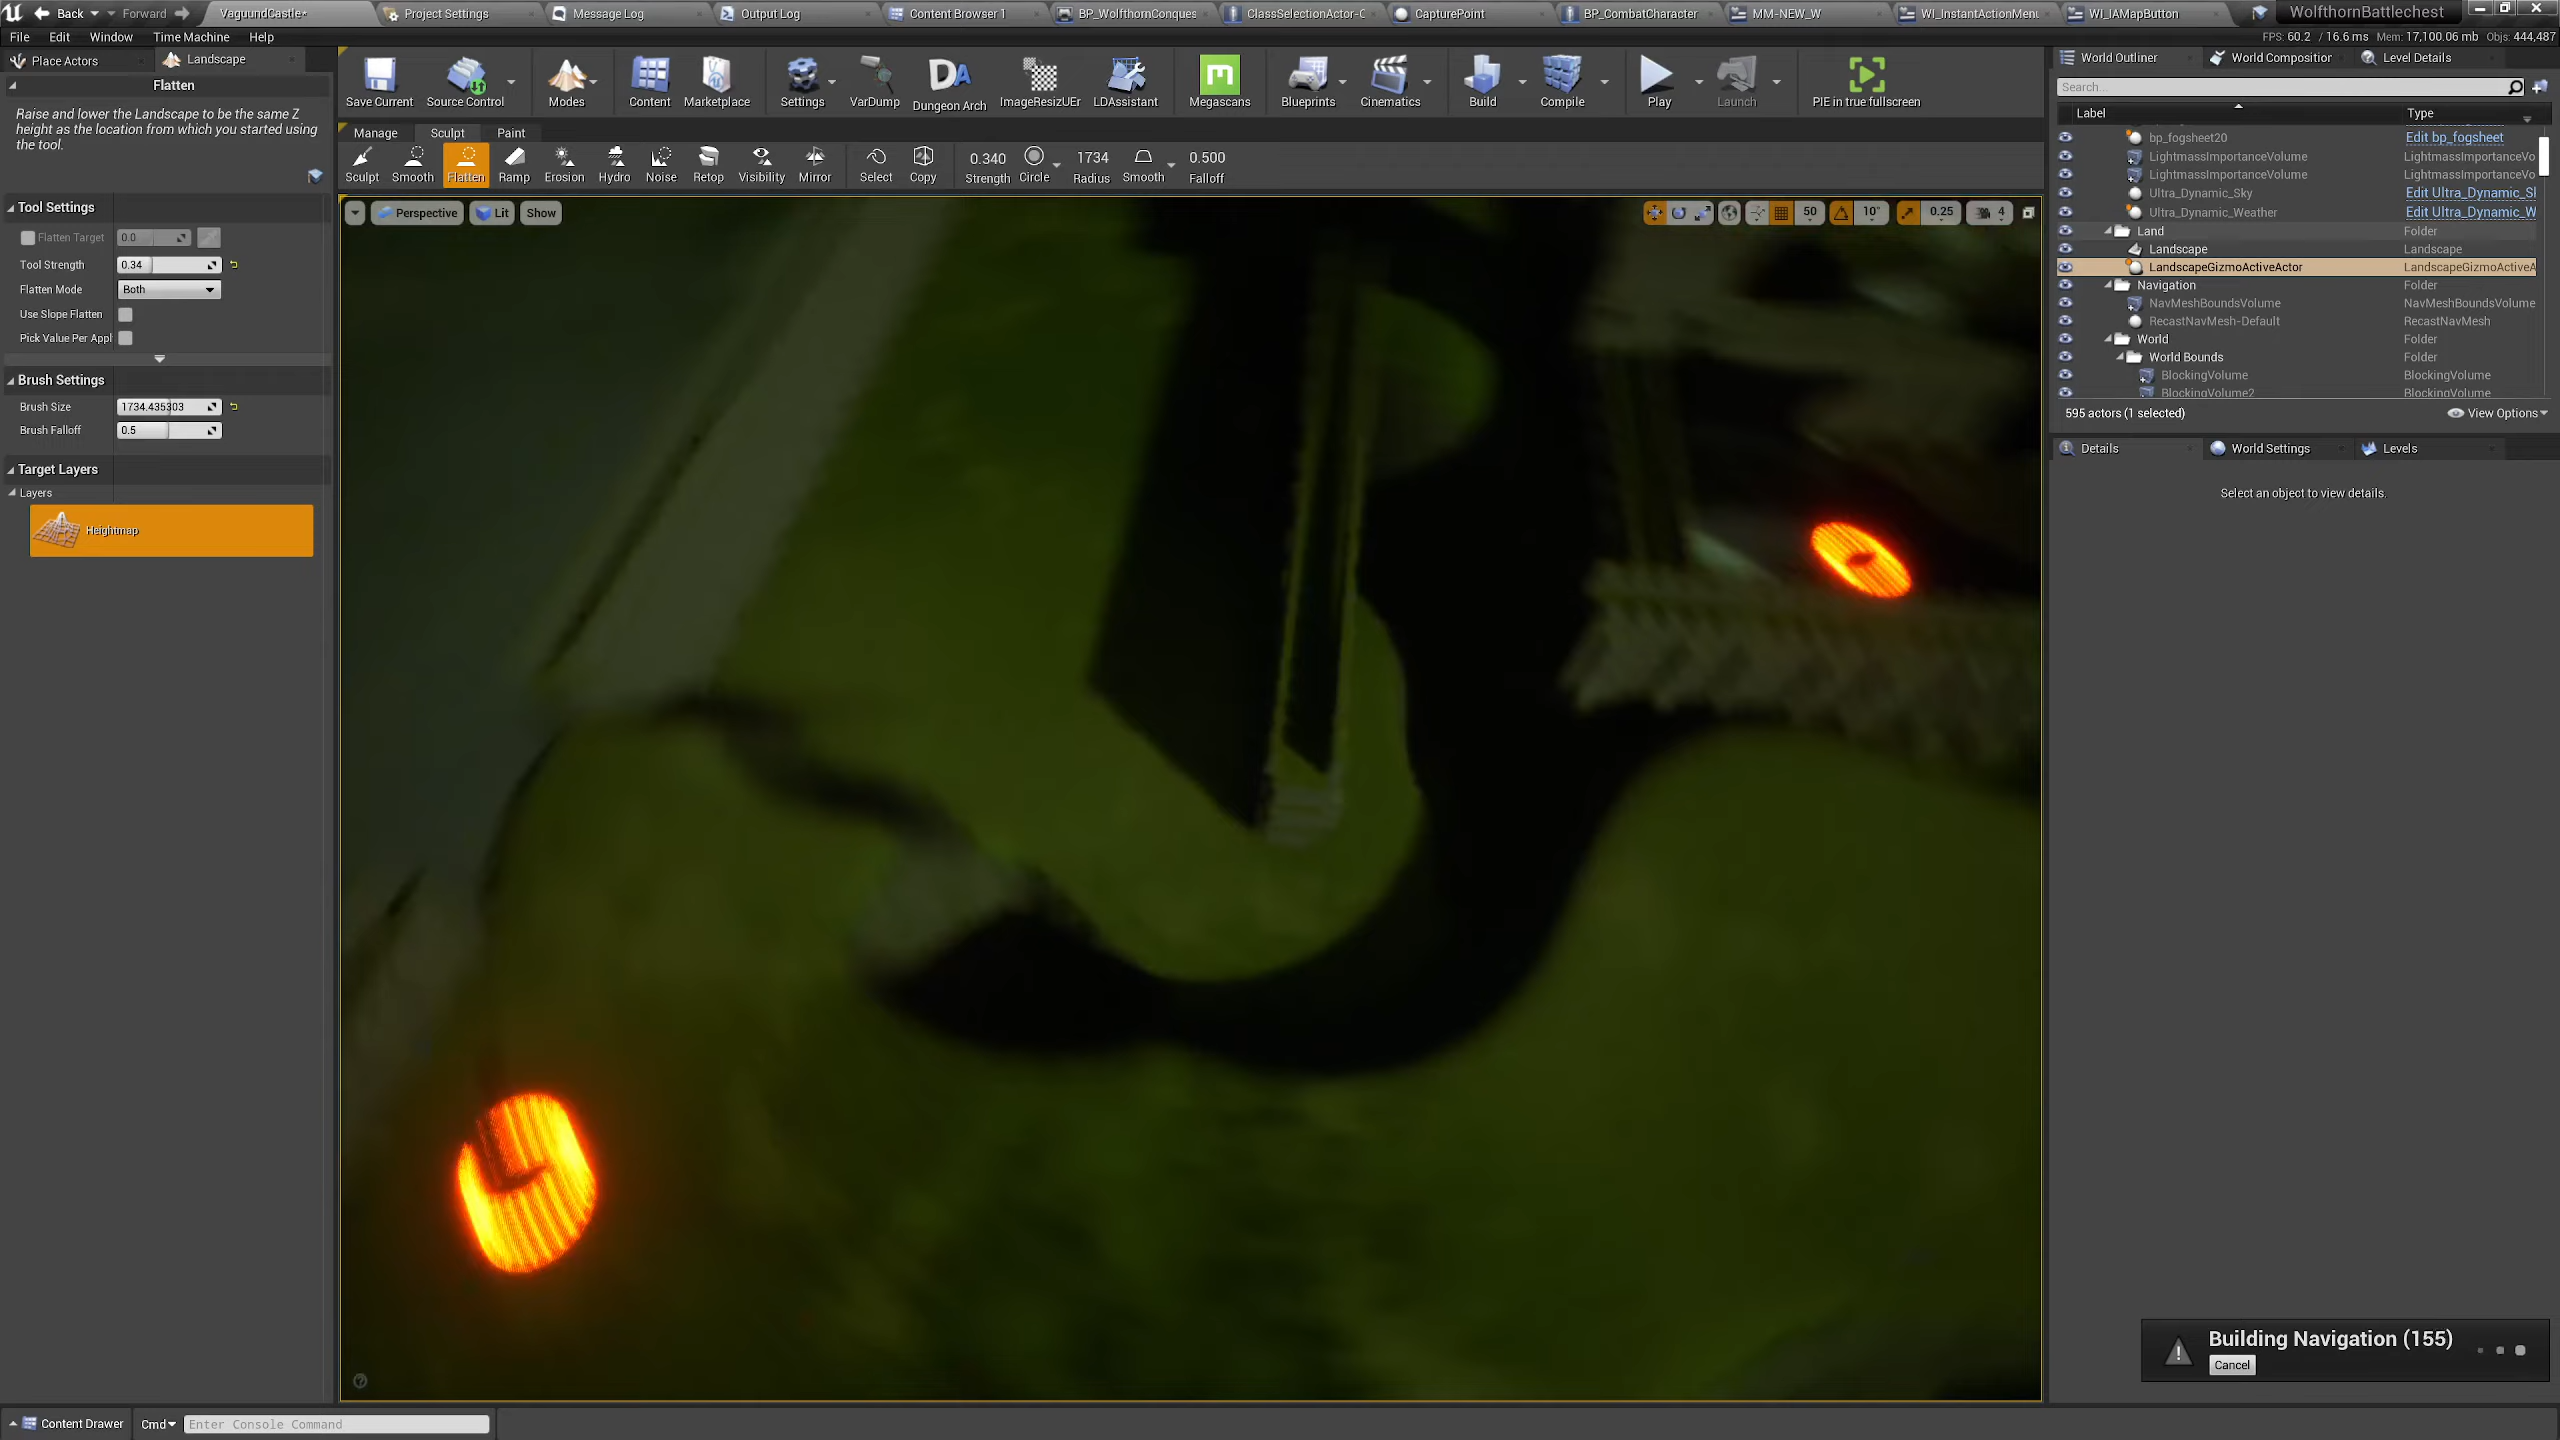 Back
Forward
VaguundCastle*
Project Settings
Message Log
Output Log
Content Browser 1
BP_WolfthornConques
ClassSelectionActor-C
CapturePoint
BP_CombatCharacter
MM-NEW_W
WI_InstantActionMenu
WI_IAMapButton
WolfthornBattlechest
File
Edit
Window
Time Machine
Help
FPS: 60.2 / 16.6 ms Mem: 17,100.06 mb Objs: 444,487
Place Actors
Landscape
Flatten
Raise and lower the Landscape to be the same Z
height as the location from which you started using
the tool.
Tool Settings
Flatten Target
0.0
Tool Strength
0.34
Flatten Mode
Both
Use Slope Flatten
Pick Value Per Appl
Brush Settings
Brush Size
1734.435303
Brush Falloff
0.5
Target Layers
Layers
Heightmap
Save Current
Source Control
Modes
Content
Marketplace
Settings
VarDump
DA
Dungeon Arch
ImageResizUEr
LDAssistant
Megascans
Blueprints
Cinematics
Build
Compile
Play
Launch
PIE in true fullscreen
Manage
Sculpt
Paint
Sculpt
Smooth
Flatten
Ramp
Erosion
Hydro
Noise
Retop
Visibility
Mirror
Select
Copy
0.340
Strength
Circle
1734
Radius
Smooth
0.500
Falloff
Perspective
Lit
Show
50
10°
0.25
4
World Outliner
World Composition
Level Details
Search...
Label
Type
bp_fogsheet20
Edit bp_fogsheet
LightmassImportanceVolume
LightmassImportanceVo
LightmassImportanceVolume
LightmassImportanceVo
Ultra_Dynamic_Sky
Edit Ultra_Dynamic_Sl
Ultra_Dynamic_Weather
Edit Ultra_Dynamic_W
Land
Folder
Landscape
Landscape
LandscapeGizmoActiveActor
LandscapeGizmoActiveA
Navigation
Folder
NavMeshBoundsVolume
NavMeshBoundsVolume
RecastNavMesh-Default
RecastNavMesh
World
Folder
World Bounds
Folder
BlockingVolume
BlockingVolume
BlockingVolume2
BlockingVolume
595 actors (1 selected)
View Options
Details
World Settings
Levels
Select an object to view details.
Building Navigation (155)
Cancel
Content Drawer
Cmd
Enter Console Command